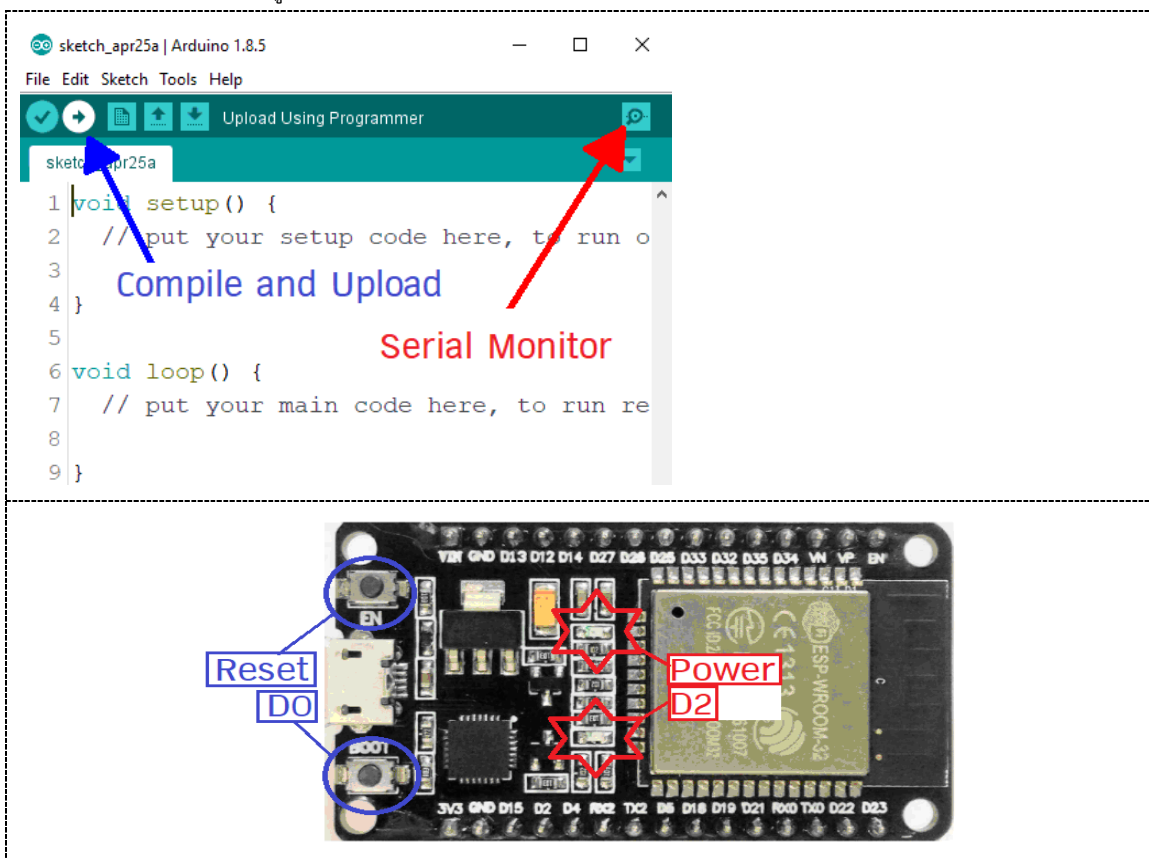 sketch_apr25a | Arduino 1.8.5
File Edit Sketch Tools Help
Upload Using Programmer
sketch_apr25a
1 void setup() {
2 // put your setup code here, to run o
3
Compile and Upload
4 }
5
Serial Monitor
6 void loop() {
7 // put your main code here, to run re
8
9 }
VIN GND D13 D12 D14 D27 D26 D25 D33 D32 D35 D34 VN VP EN
EN
Reset
Power
D0
D2
BOOT
ESP-WROOM-32
CE1313
3V3 GND D15 D2 D4 RX2 TX2 D5 D18 D19 D21 RX0 TX0 D22 D23